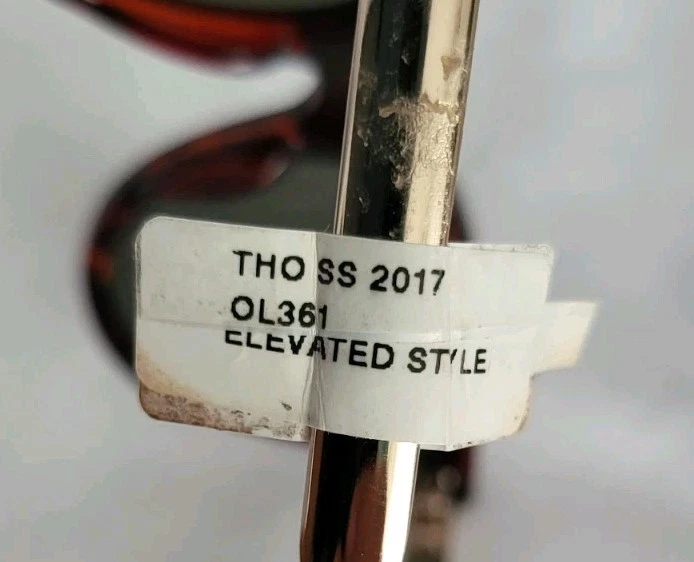 THO SS 2017
OL361
ELEVATED STYLE